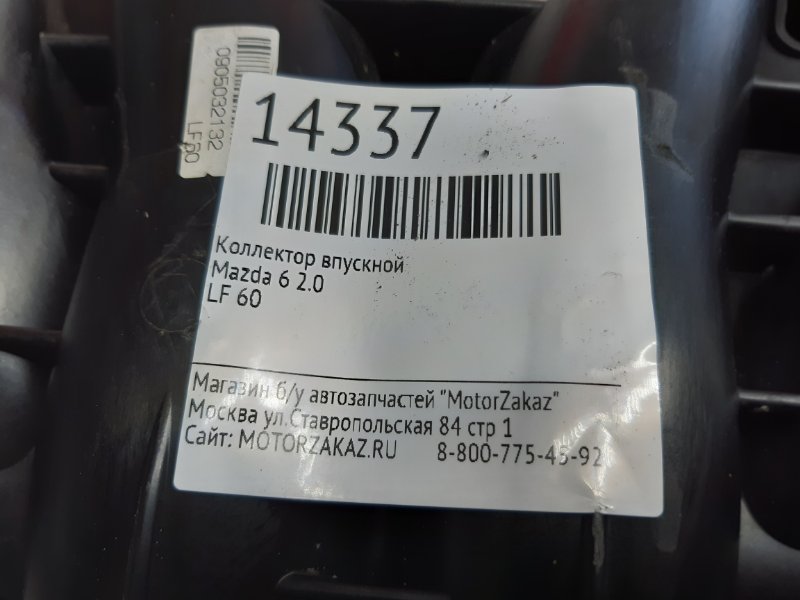 0905032132
LF60
14337
Коллектор впускной
Mazda 6 2.0
LF 60
Магазин б/у автозапчастей "MotorZakaz"
Москва ул.Ставропольская 84 стр 1
Сайт: MOTORZAKAZ.RU 8-800-775-45-92